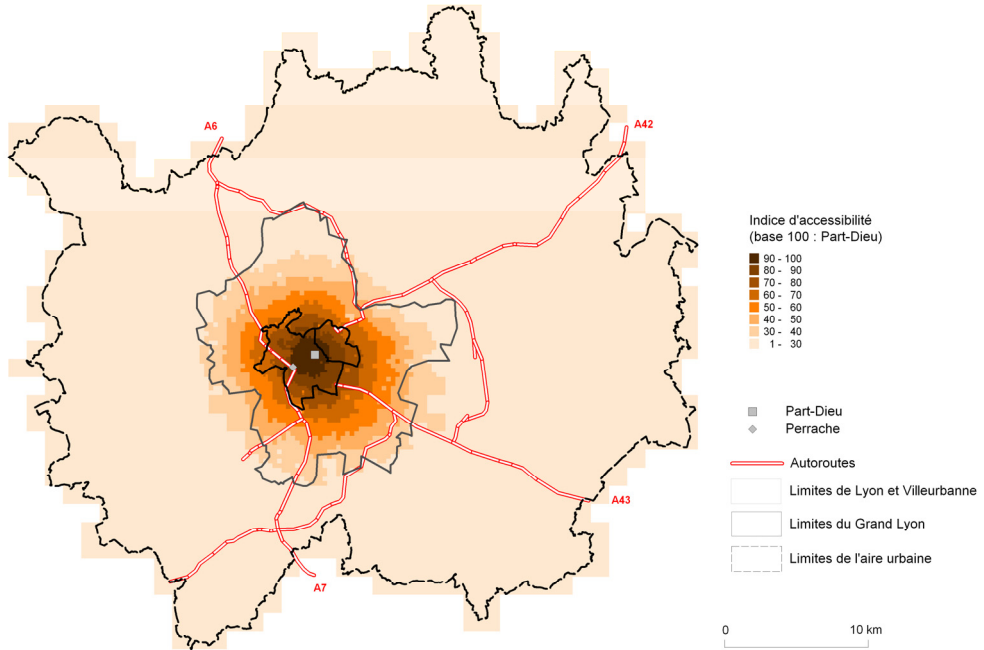 A6
A42
Indice d'accessibilité
(base 100 : Part-Dieu)
90 - 100
80 - 90
70 - 80
60 - 70
50 - 60
40 - 50
30 - 40
1 - 30
Part-Dieu
Perrache
Autoroutes
Limites de Lyon et Villeurbanne
A43
Limites du Grand Lyon
Limites de l'aire urbaine
A7
0 10 km